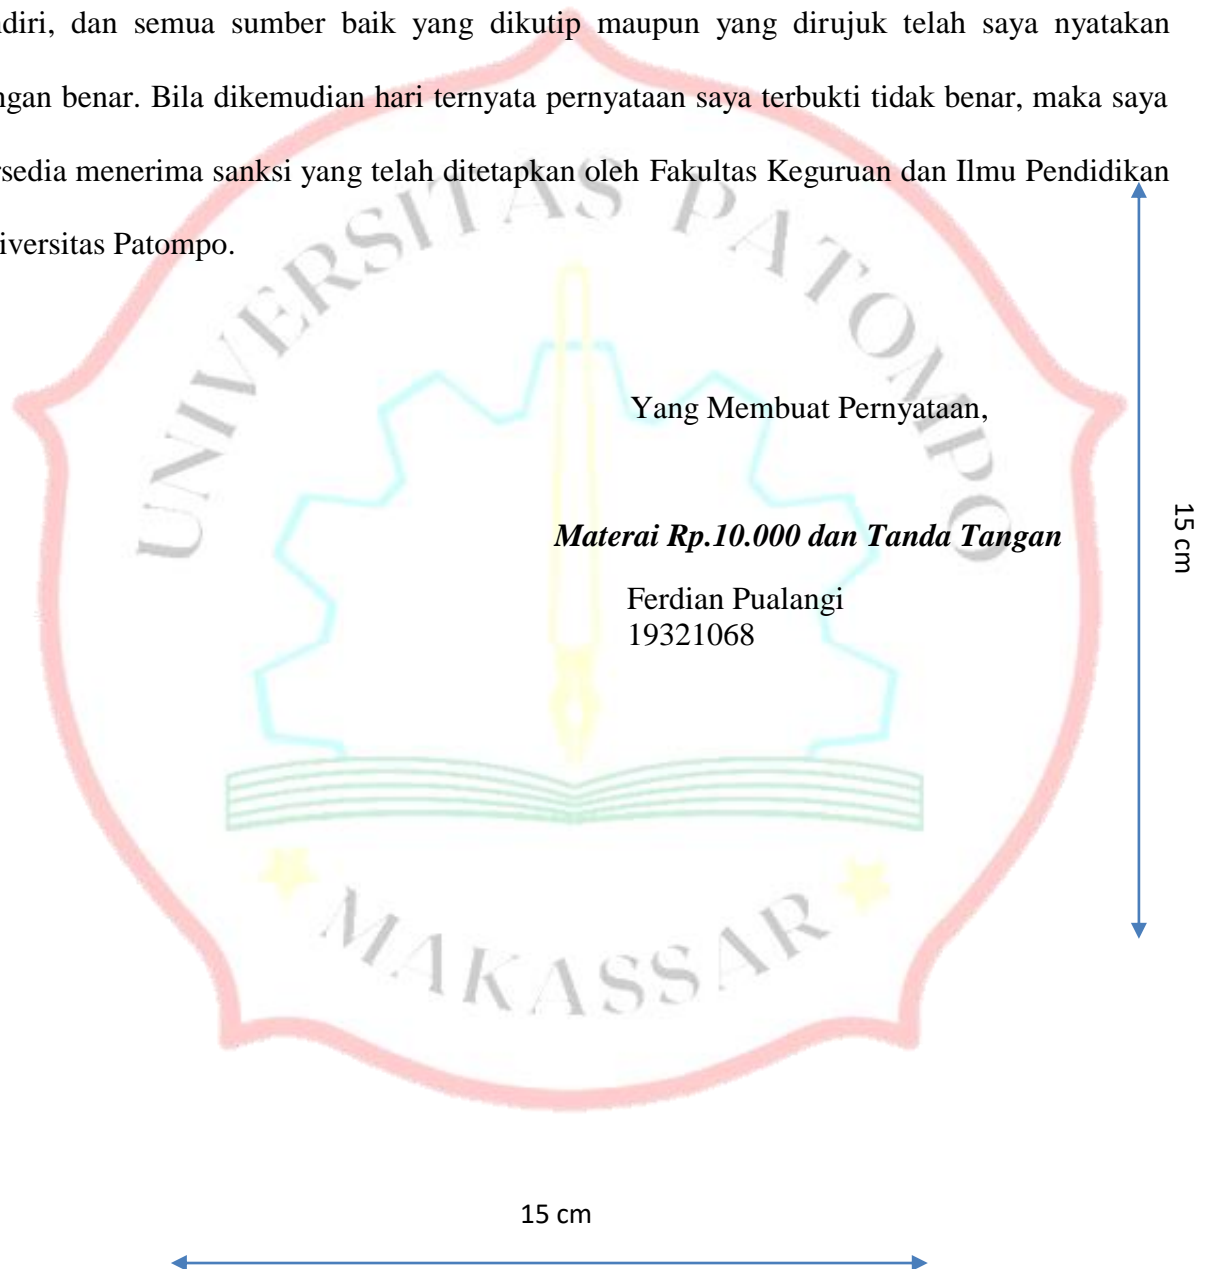 ndiri, dan semua sumber baik yang dikutip maupun yang dirujuk telah saya nyatakan
ngan benar. Bila dikemudian hari ternyata pernyataan saya terbukti tidak benar, maka saya
rsedia menerima sanksi yang telah ditetapkan oleh Fakultas Keguruan dan Ilmu Pendidikan
iversitas Patompo.
UNIVERSITAS PATOMPO
Yang Membuat Pernyataan,
Materai Rp.10.000 dan Tanda Tangan
15 cm
Ferdian Pualangi
19321068
MAKASSAR
15 cm